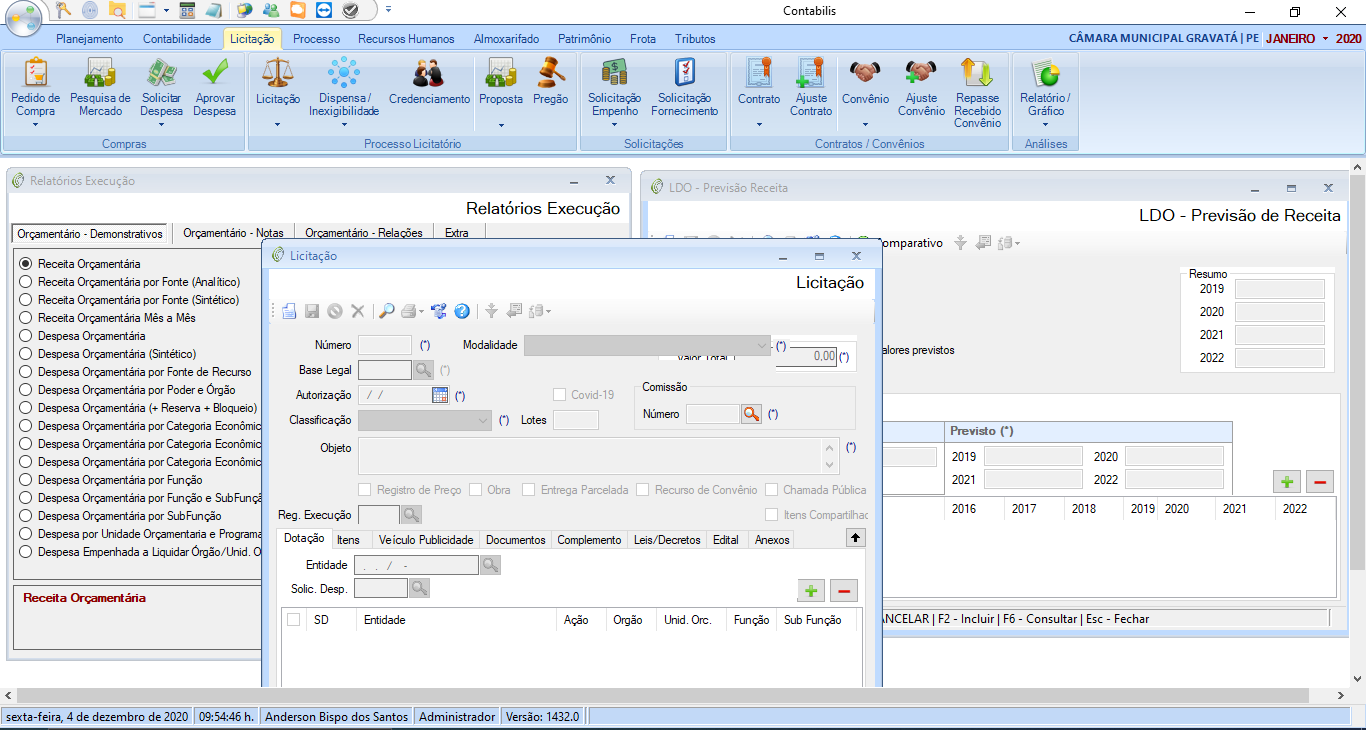 Contabilis
Planejamento Contabilidade Licitação Processo Recursos Humanos Almoxarifado Patrimônio Frota Tributos
CÂMARA MUNICIPAL GRAVATÁ | PE JANEIRO 2020
Pedido de Compra
Pesquisa de Mercado
Solicitar Despesa
Aprovar Despesa
Licitação
Dispensa / Inexigibilidade
Credenciamento
Proposta
Pregão
Solicitação Empenho
Solicitação Fornecimento
Contrato
Ajuste Contrato
Convênio
Ajuste Convênio
Repasse Recebido Convênio
Relatório / Gráfico
Compras
Processo Licitatório
Solicitações
Contratos / Convênios
Análises
Relatórios Execução
Relatórios Execução
Orçamentário - Demonstrativos Orçamentário - Notas Orçamentário - Relações Extra
Receita Orçamentária
Receita Orçamentária por Fonte (Analítico)
Receita Orçamentária por Fonte (Sintético)
Receita Orçamentária Mês a Mês
Despesa Orçamentária
Despesa Orçamentária (Sintético)
Despesa Orçamentária por Fonte de Recurso
Despesa Orçamentária por Poder e Órgão
Despesa Orçamentária (+ Reserva + Bloqueio)
Despesa Orçamentária por Categoria Econômic
Despesa Orçamentária por Categoria Econômic
Despesa Orçamentária por Categoria Econômic
Despesa Orçamentária por Função
Despesa Orçamentária por Função e SubFunçã
Despesa Orçamentária por SubFunção
Despesa por Unidade Orçamentaria e Programa
Despesa Empenhada a Liquidar Órgão/Unid. O
Receita Orçamentária
Licitação
Licitação
Número (*) Modalidade (*)
Valor Total 0,00 (*)
Base Legal (*)
Autorização / / (*) Covid-19
Comissão
Número (*)
Classificação (*) Lotes
Objeto (*)
Registro de Preço Obra Entrega Parcelada Recurso de Convênio Chamada Pública
Reg. Execução Itens Compartilhac
Dotação Itens Veículo Publicidade Documentos Complemento Leis/Decretos Edital Anexos
Entidade . . / -
Solic. Desp.
SD Entidade Ação Orgão Unid. Orc. Função Sub Função
LDO - Previsão Receita
LDO - Previsão de Receita
omparativo
Resumo
2019
2020
2021
2022
alores previstos
Previsto (*)
2019 2020
2021 2022
2016 2017 2018 2019 2020 2021 2022
ANCELAR | F2 - Incluir | F6 - Consultar | Esc - Fechar
sexta-feira, 4 de dezembro de 2020 09:54:46 h. Anderson Bispo dos Santos Administrador Versão: 1432.0